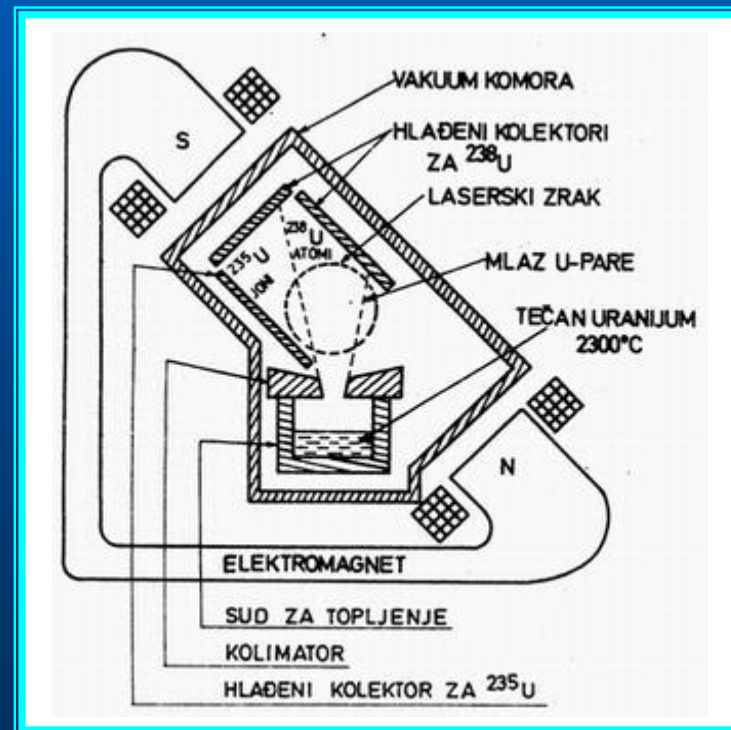 VAKUUM KOMORA
S
HLAĐENI KOLEKTORI
ZA ²³⁸U
LASERSKI ZRAK
²³⁸U
ATOMI
²³⁵U
JONI
MLAZ U-PARE
TEČAN URANIJUM
2300°C
N
ELEKTROMAGNET
SUD ZA TOPLJENJE
KOLIMATOR
HLAĐENI KOLEKTOR ZA ²³⁵U